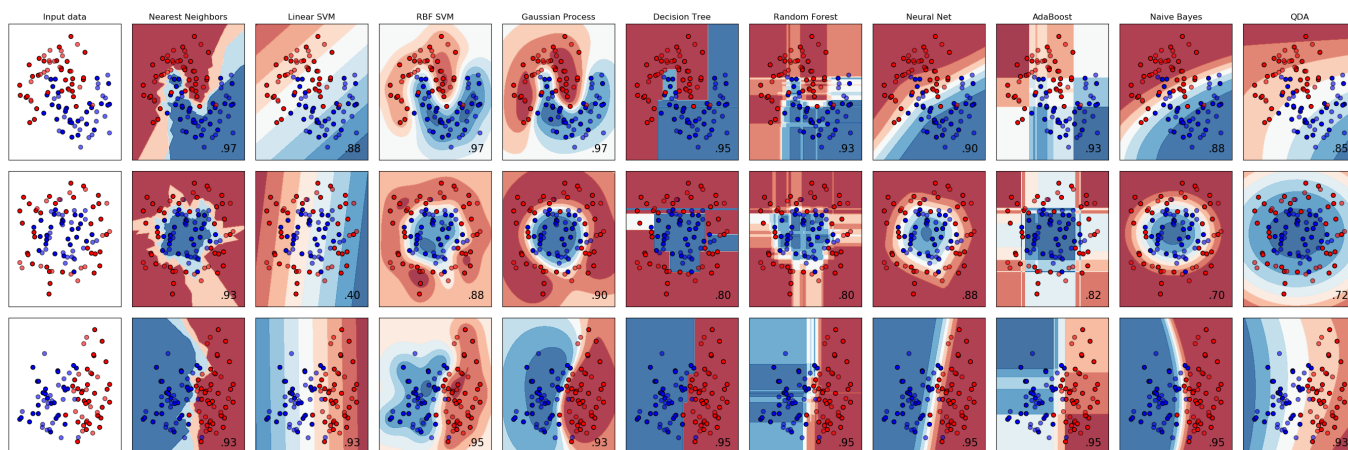 Input data Nearest Neighbors Linear SVM RBF SVM Gaussian Process Decision Tree Random Forest Neural Net AdaBoost Naive Bayes QDA
.97 .88 .97 .97 .95 .93 .90 .93 .88 .85
.93 .40 .88 .90 .80 .80 .88 .82 .70 .72
.93 .93 .95 .93 .95 .95 .95 .95 .95 .93